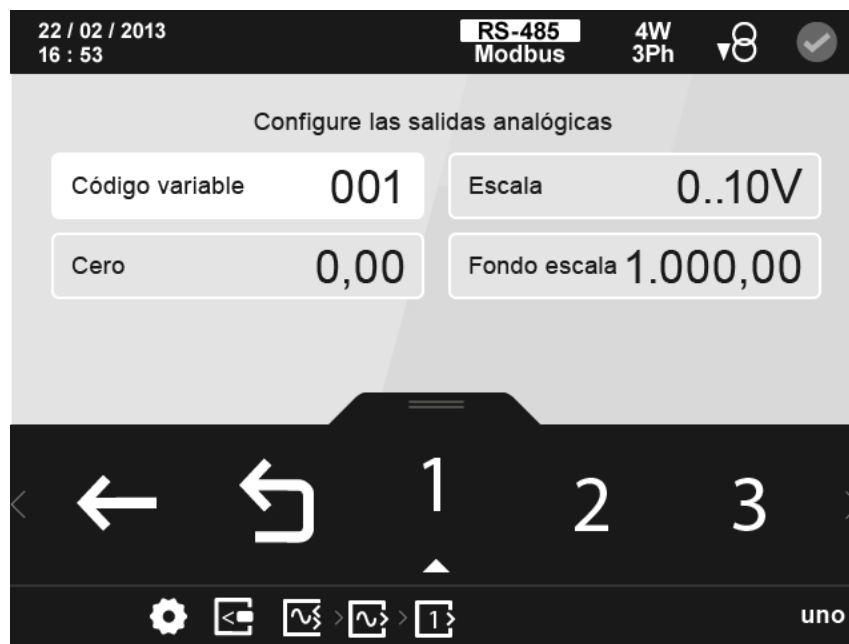 22 / 02 / 2013
16 : 53
RS-485
Modbus
4W
3Ph
Configure las salidas analógicas
Código variable 001
Escala 0..10V
Cero 0,00
Fondo escala 1.000,00
1 2 3
1
uno